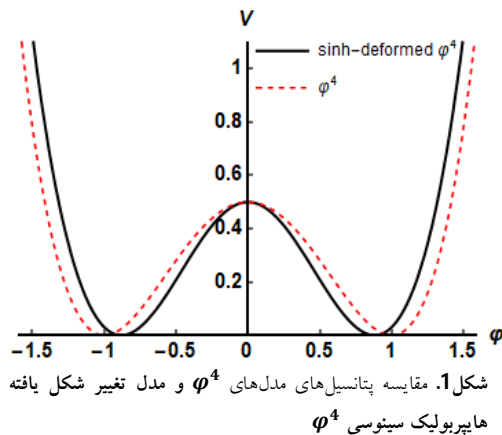 V
sinh−deformed φ⁴
φ⁴
1
0.8
0.6
0.4
0.2
−1.5 −1 −0.5 0 0.5 1 1.5 φ
شکل1. مقایسه پتانسیل‌های مدل‌های φ⁴ و مدل تغییر شکل یافته
هایپربولیک سینوسی φ⁴